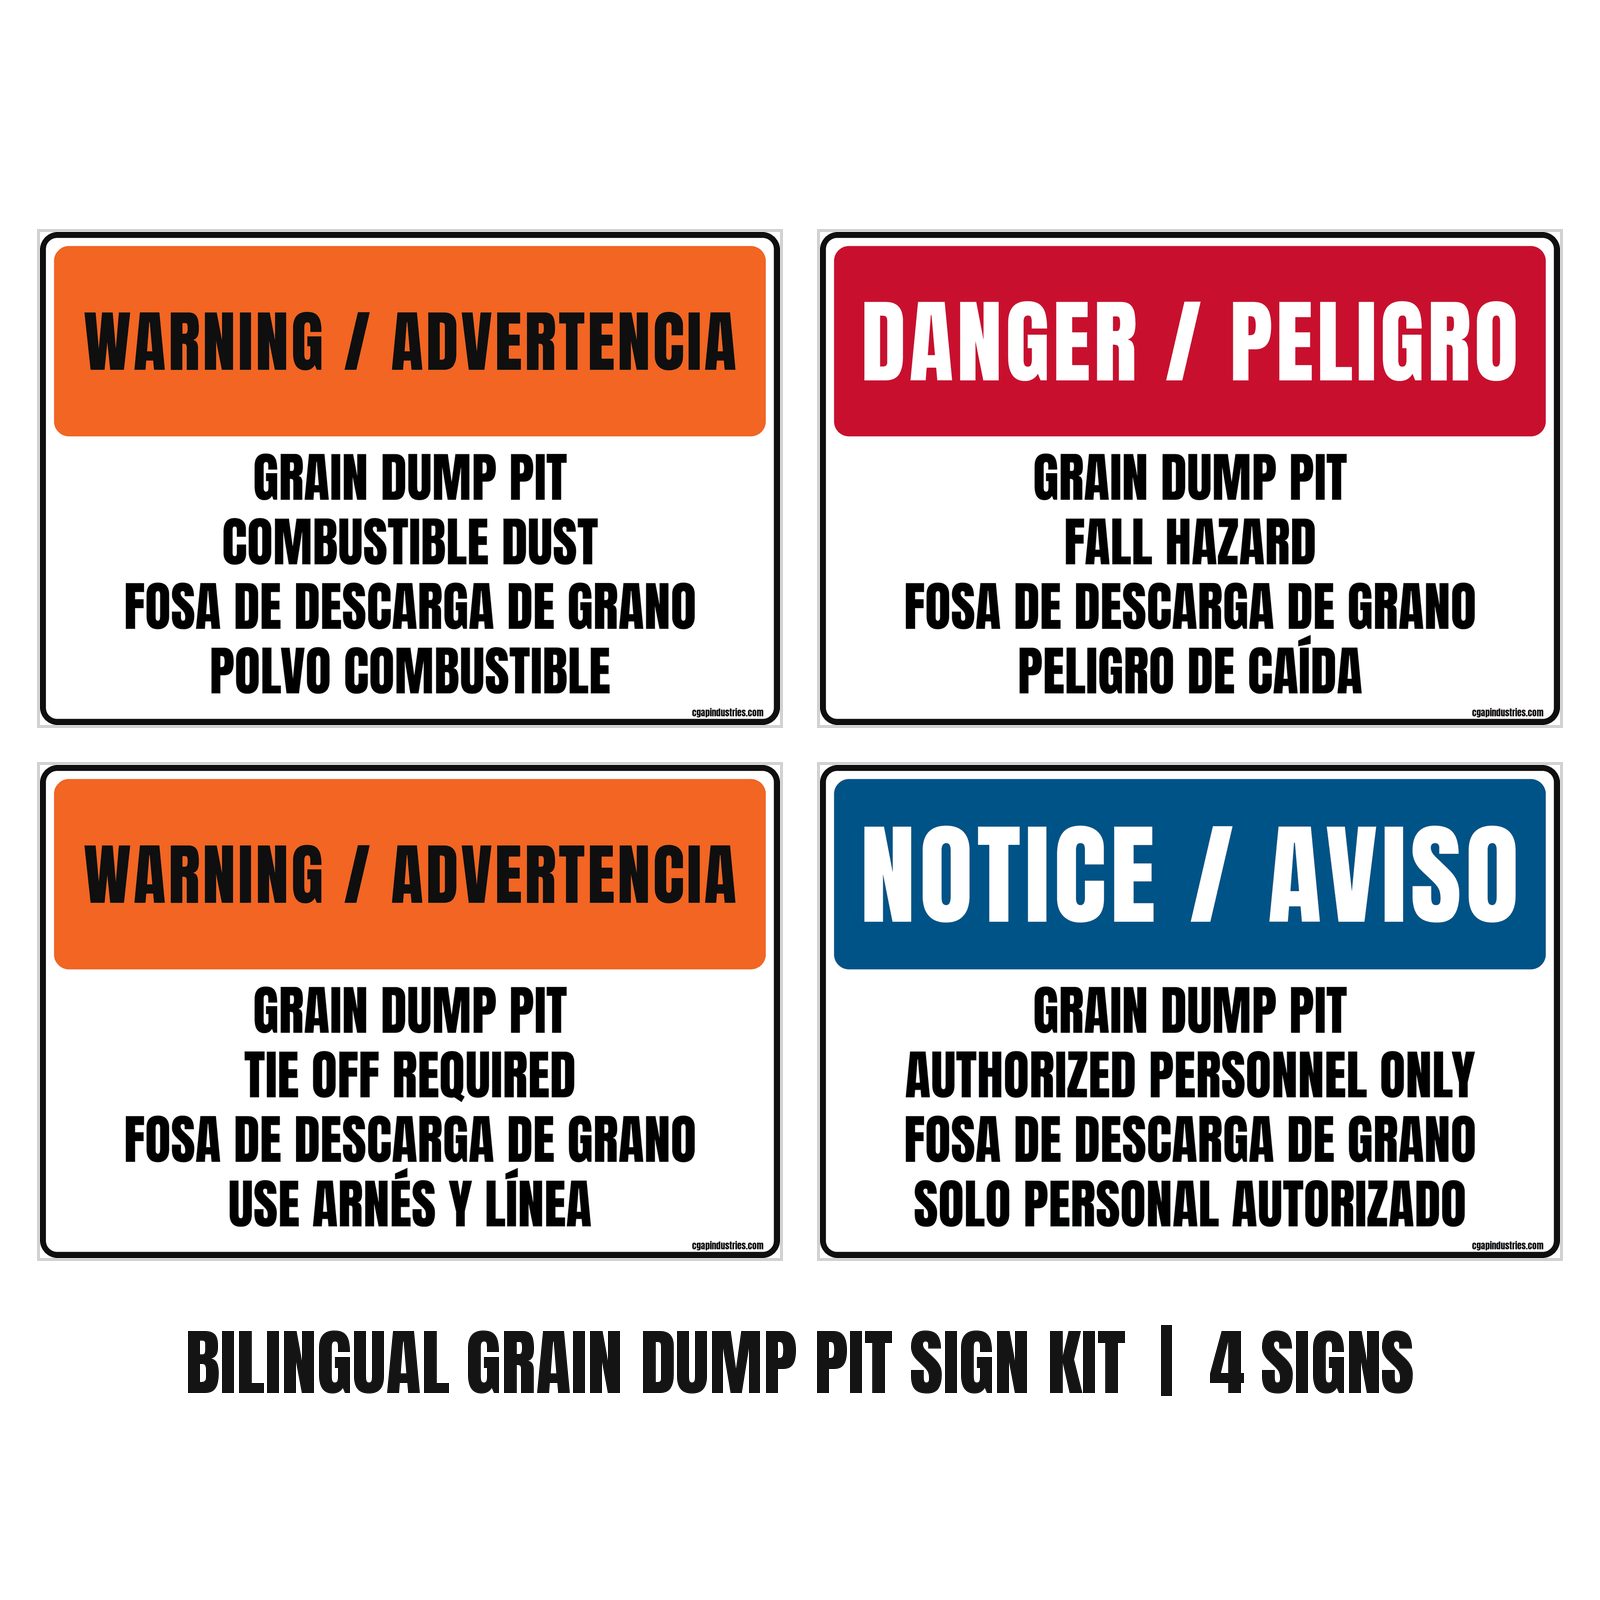 WARNING / ADVERTENCIA
GRAIN DUMP PIT
COMBUSTIBLE DUST
FOSA DE DESCARGA DE GRANO
POLVO COMBUSTIBLE
cgapindustries.com
DANGER / PELIGRO
GRAIN DUMP PIT
FALL HAZARD
FOSA DE DESCARGA DE GRANO
PELIGRO DE CAÍDA
cgapindustries.com
WARNING / ADVERTENCIA
GRAIN DUMP PIT
TIE OFF REQUIRED
FOSA DE DESCARGA DE GRANO
USE ARNÉS Y LÍNEA
cgapindustries.com
NOTICE / AVISO
GRAIN DUMP PIT
AUTHORIZED PERSONNEL ONLY
FOSA DE DESCARGA DE GRANO
SOLO PERSONAL AUTORIZADO
cgapindustries.com
BILINGUAL GRAIN DUMP PIT SIGN KIT | 4 SIGNS